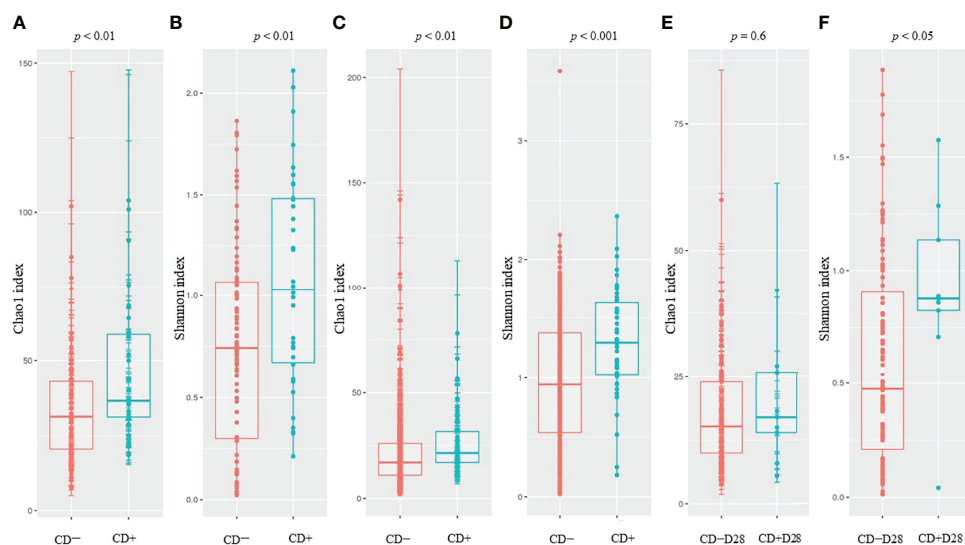 A B C D E F
p < 0.01 p < 0.01 p < 0.01 p < 0.001 p = 0.6 p < 0.05
Chao1 index
150
100
50
0
CD− CD+
Shannon index
2.0
1.5
1.0
0.5
0.0
CD− CD+
Chao1 index
200
150
100
50
0
CD− CD+
Shannon index
3
2
1
0
CD− CD+
Chao1 index
75
50
25
0
CD−D28 CD+D28
Shannon index
1.5
1.0
0.5
0.0
CD−D28 CD+D28